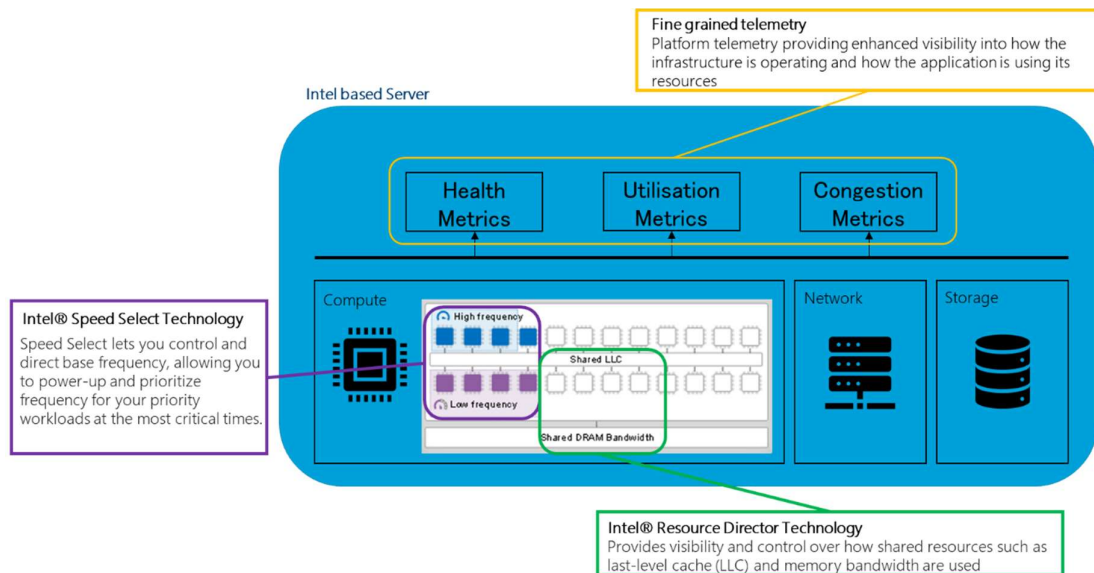 Fine grained telemetry
Platform telemetry providing enhanced visibility into how the
infrastructure is operating and how the application is using its
resources
Intel based Server
Health
Metrics
Utilisation
Metrics
Congestion
Metrics
Intel® Speed Select Technology
Speed Select lets you control and
direct base frequency, allowing you
to power-up and prioritize
frequency for your priority
workloads at the most critical times.
Compute
High frequency
Shared LLC
Low frequency
Shared DRAM Bandwidth
Network
Storage
Intel® Resource Director Technology
Provides visibility and control over how shared resources such as
last-level cache (LLC) and memory bandwidth are used